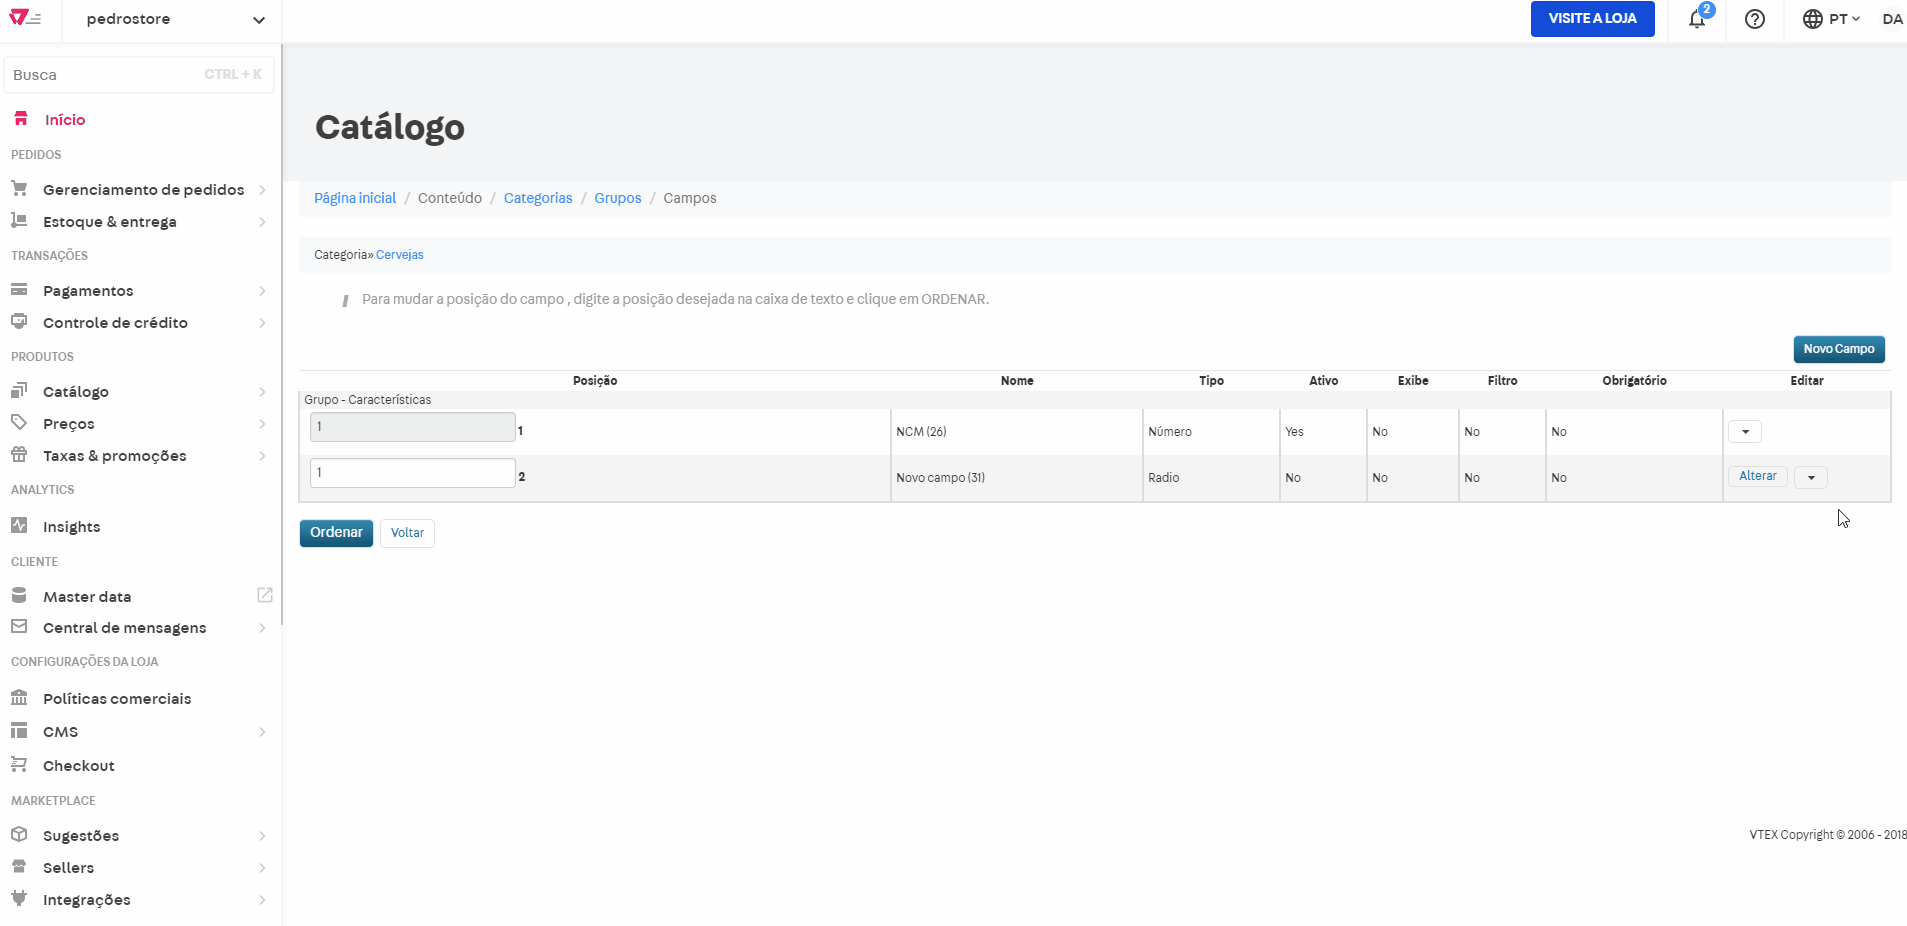 pedrostore
VISITE A LOJA
2
PT
DA
Busca CTRL + K
Início
PEDIDOS
Gerenciamento de pedidos
Estoque & entrega
TRANSAÇÕES
Pagamentos
Controle de crédito
PRODUTOS
Catálogo
Preços
Taxas & promoções
ANALYTICS
Insights
CLIENTE
Master data
Central de mensagens
CONFIGURAÇÕES DA LOJA
Políticas comerciais
CMS
Checkout
MARKETPLACE
Sugestões
Sellers
Integrações
Catálogo
Página inicial / Conteúdo / Categorias / Grupos / Campos
Categoria» Cervejas
Para mudar a posição do campo , digite a posição desejada na caixa de texto e clique em ORDENAR.
Novo Campo
Posição Nome Tipo Ativo Exibe Filtro Obrigatório Editar
Grupo - Características
1 1 NCM (26) Número Yes No No No
1 2 Novo campo (31) Radio No No No No Alterar
Ordenar Voltar
VTEX Copyright © 2006 - 2018